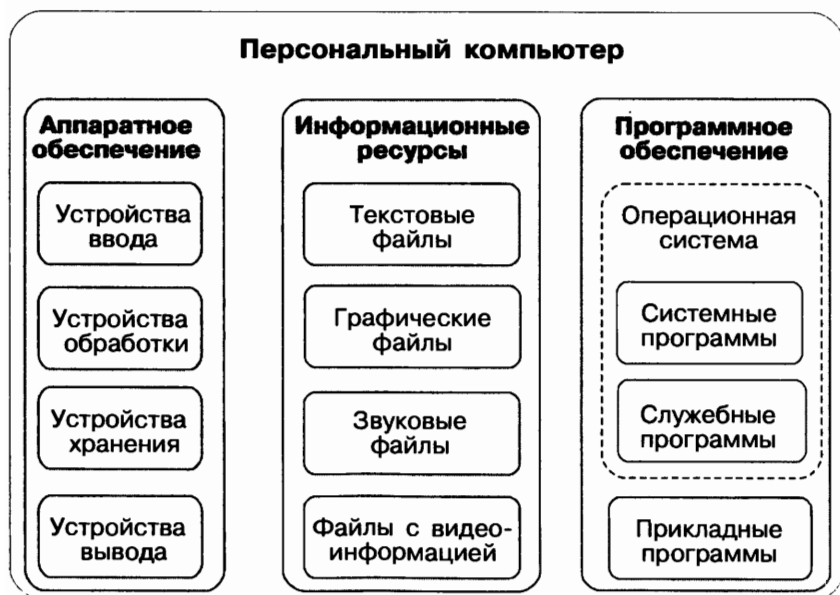 Персональный компьютер
Аппаратное
обеспечение
Устройства
ввода
Устройства
обработки
Устройства
хранения
Устройства
вывода
Информационные
ресурсы
Текстовые
файлы
Графические
файлы
Звуковые
файлы
Файлы с видео-
информацией
Программное
обеспечение
Операционная
система
Системные
программы
Служебные
программы
Прикладные
программы